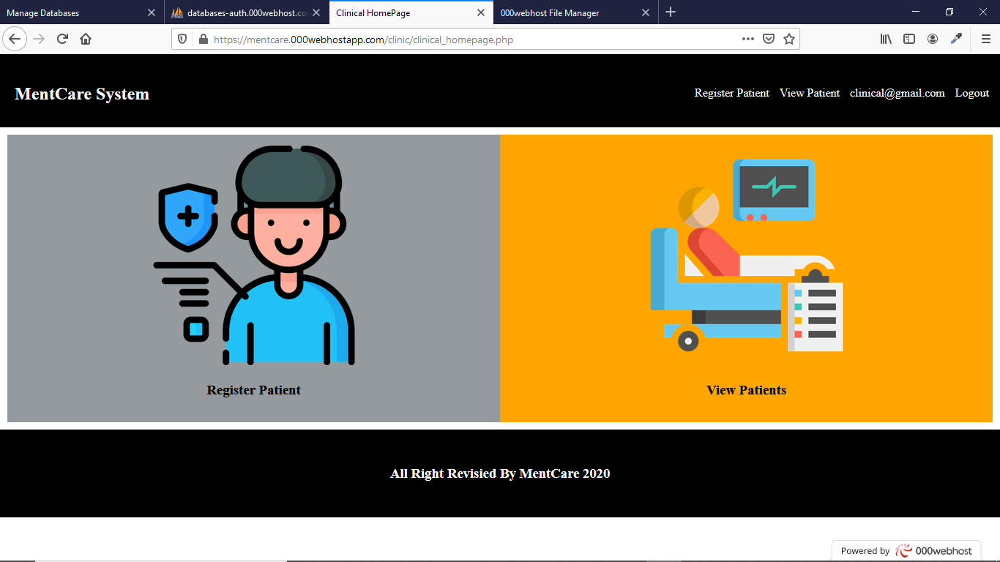 Manage Databases
databases-auth.000webhost.co
Clinical HomePage
000webhost File Manager
https://mentcare.000webhostapp.com/clinic/clinical_homepage.php
MentCare System
Register Patient View Patient clinical@gmail.com Logout
Register Patient
View Patients
All Right Revisied By MentCare 2020
Powered by 000webhost